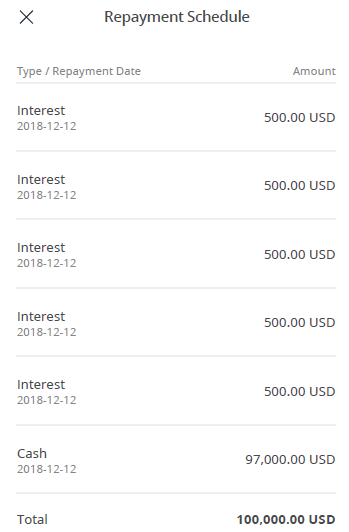 Repayment Schedule
Type / Repayment Date Amount
Interest
2018-12-12
500.00 USD
Interest
2018-12-12
500.00 USD
Interest
2018-12-12
500.00 USD
Interest
2018-12-12
500.00 USD
Interest
2018-12-12
500.00 USD
Cash
2018-12-12
97,000.00 USD
Total 100,000.00 USD